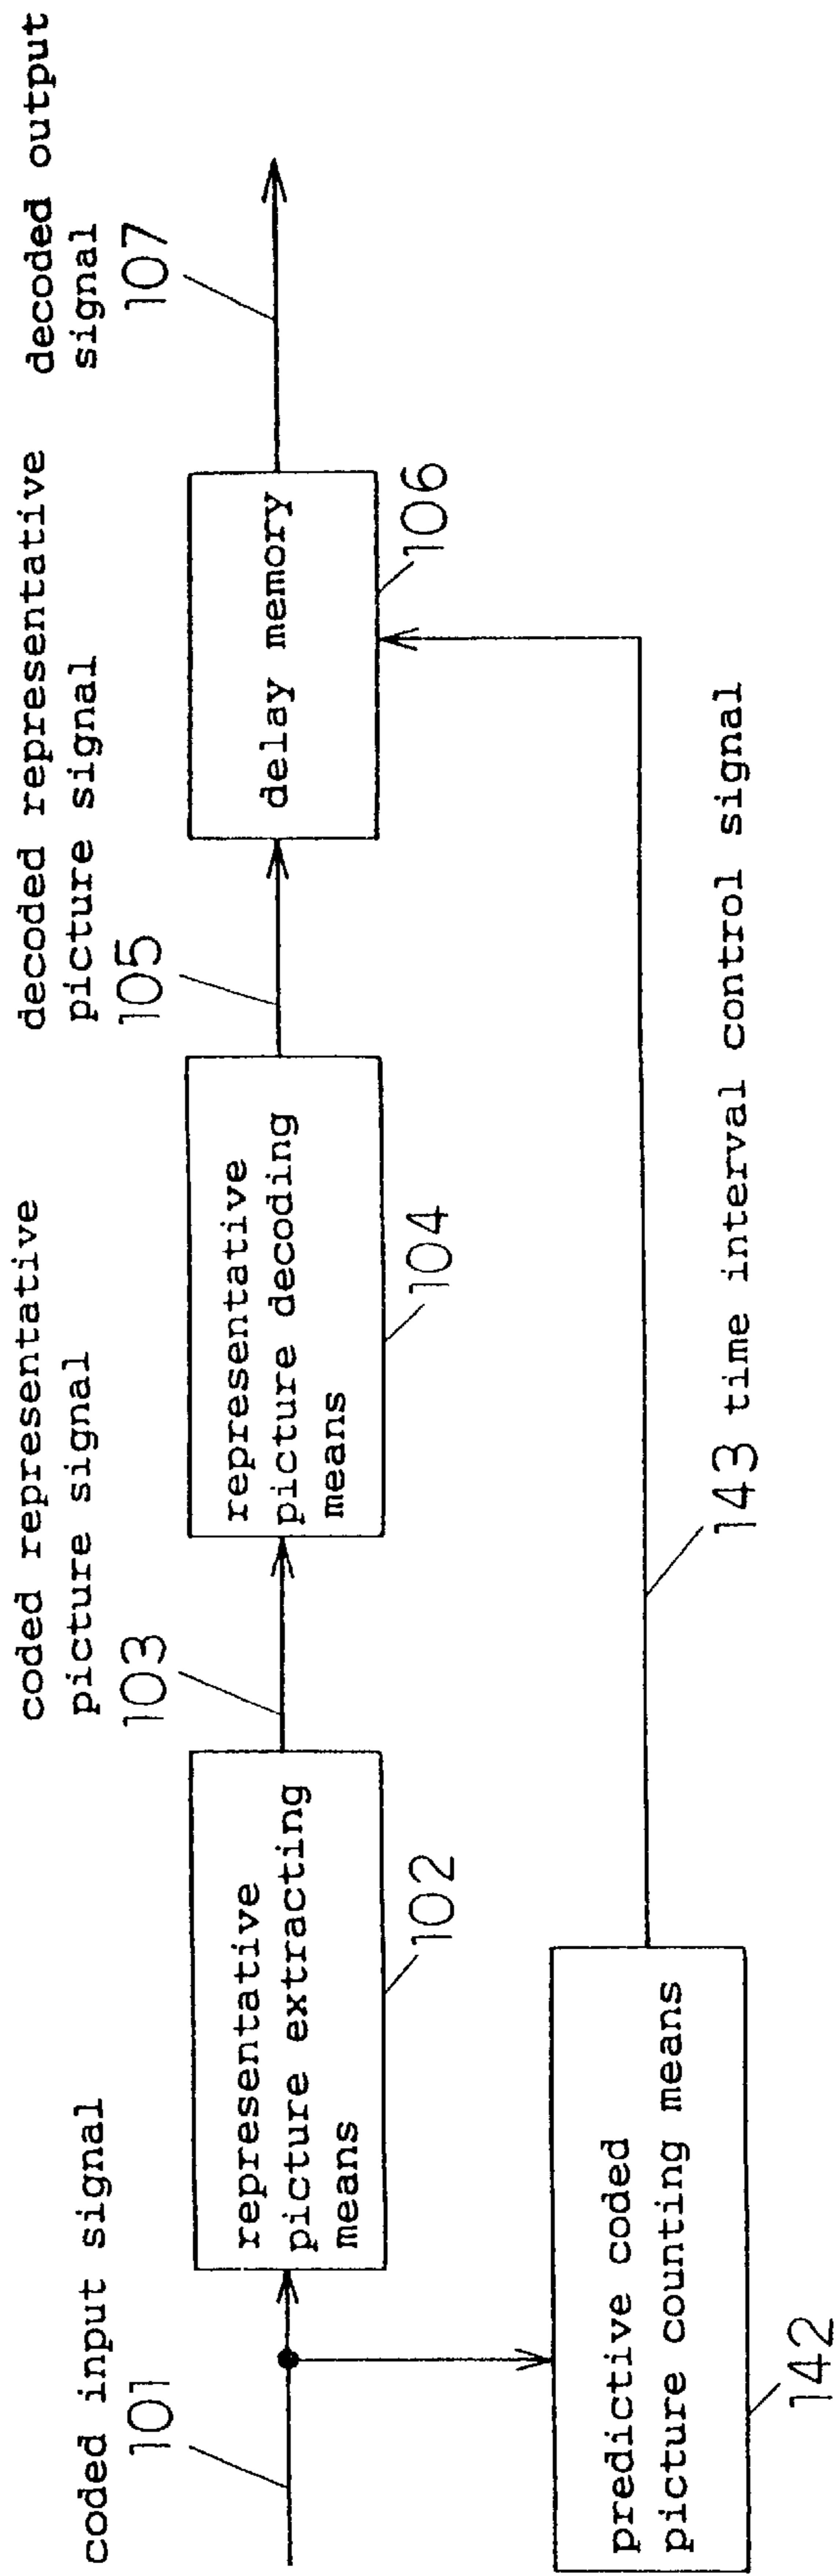 coded input signal
101
representative
picture extracting
means
102
coded representative
picture signal
103
representative
picture decoding
means
104
decoded representative
picture signal
105
delay memory
106
decoded output
signal
107
predictive coded
picture counting means
142
143 time interval control signal